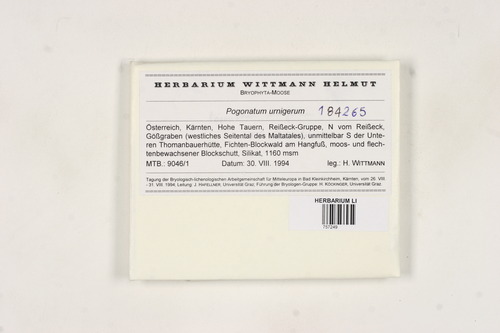 HERBARIUM WITTMANN HELMUT
BRYOPHYTA-MOOSE
Pogonatum urnigerum 184265
Österreich, Kärnten, Hohe Tauern, Reißeck-Gruppe, N vom Reißeck,
Gößgraben (westliches Seitental des Maltatales), unmittelbar S der Unte-
ren Thomanbauerhütte, Fichten-Blockwald am Hangfuß, moos- und flech-
tenbewachsener Blockschutt, Silikat, 1160 msm
MTB.: 9046/1 Datum: 30. VIII. 1994 leg.: H. WITTMANN
Tagung der Bryologisch-lichenologischen Arbeitsgemeinschaft für Mitteleuropa in Bad Kleinkirchheim, Kärnten, vom 26. VIII.
- 31. VIII. 1994; Leitung: J. HAFELLNER, Universität Graz; Führung der Bryologen-Gruppe: H. KÖCKINGER, Universität Graz.
HERBARIUM LI
757249